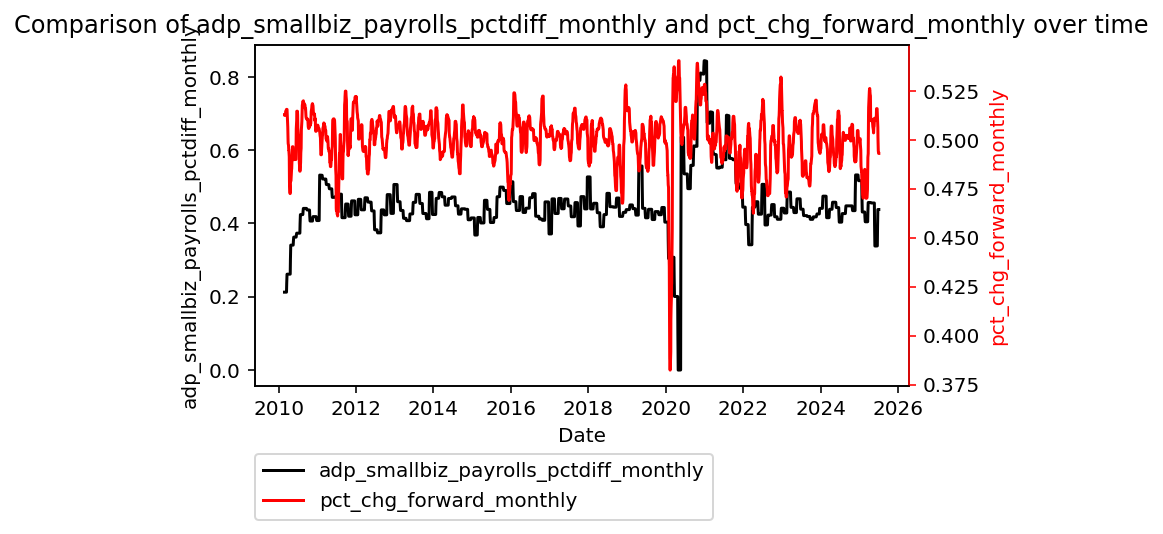 Comparison of adp_smallbiz_payrolls_pctdiff_monthly and pct_chg_forward_monthly over time
adp_smallbiz_payrolls_pctdiff_monthly
0.8
0.6
0.4
0.2
0.0
0.525
0.500
0.475
0.450
0.425
0.400
0.375
pct_chg_forward_monthly
2010 2012 2014 2016 2018 2020 2022 2024 2026
Date
adp_smallbiz_payrolls_pctdiff_monthly
pct_chg_forward_monthly